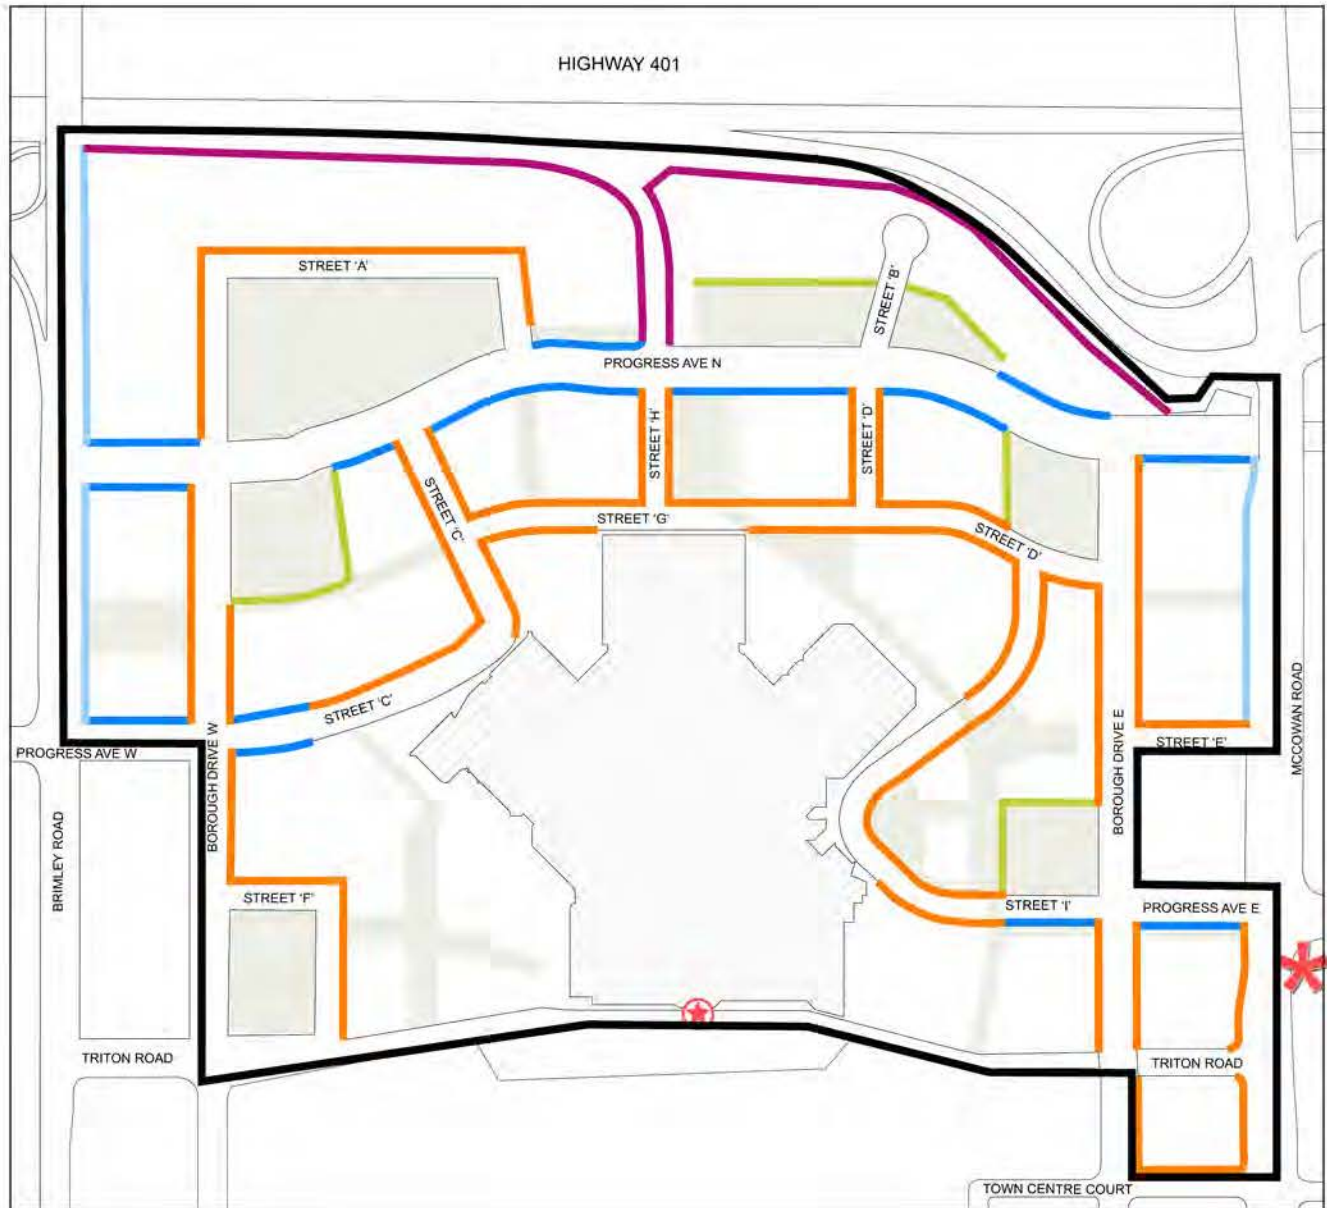 HIGHWAY 401
STREET 'A'
STREET 'B'
PROGRESS AVE N
STREET 'H'
STREET 'D'
STREET 'C'
STREET 'G'
STREET 'D'
STREET 'C'
BOROUGH DRIVE W
BOROUGH DRIVE E
STREET 'E'
MCCOWAN ROAD
PROGRESS AVE W
BRIMLEY ROAD
STREET 'F'
STREET 'I'
PROGRESS AVE E
TRITON ROAD
TRITON ROAD
TOWN CENTRE COURT